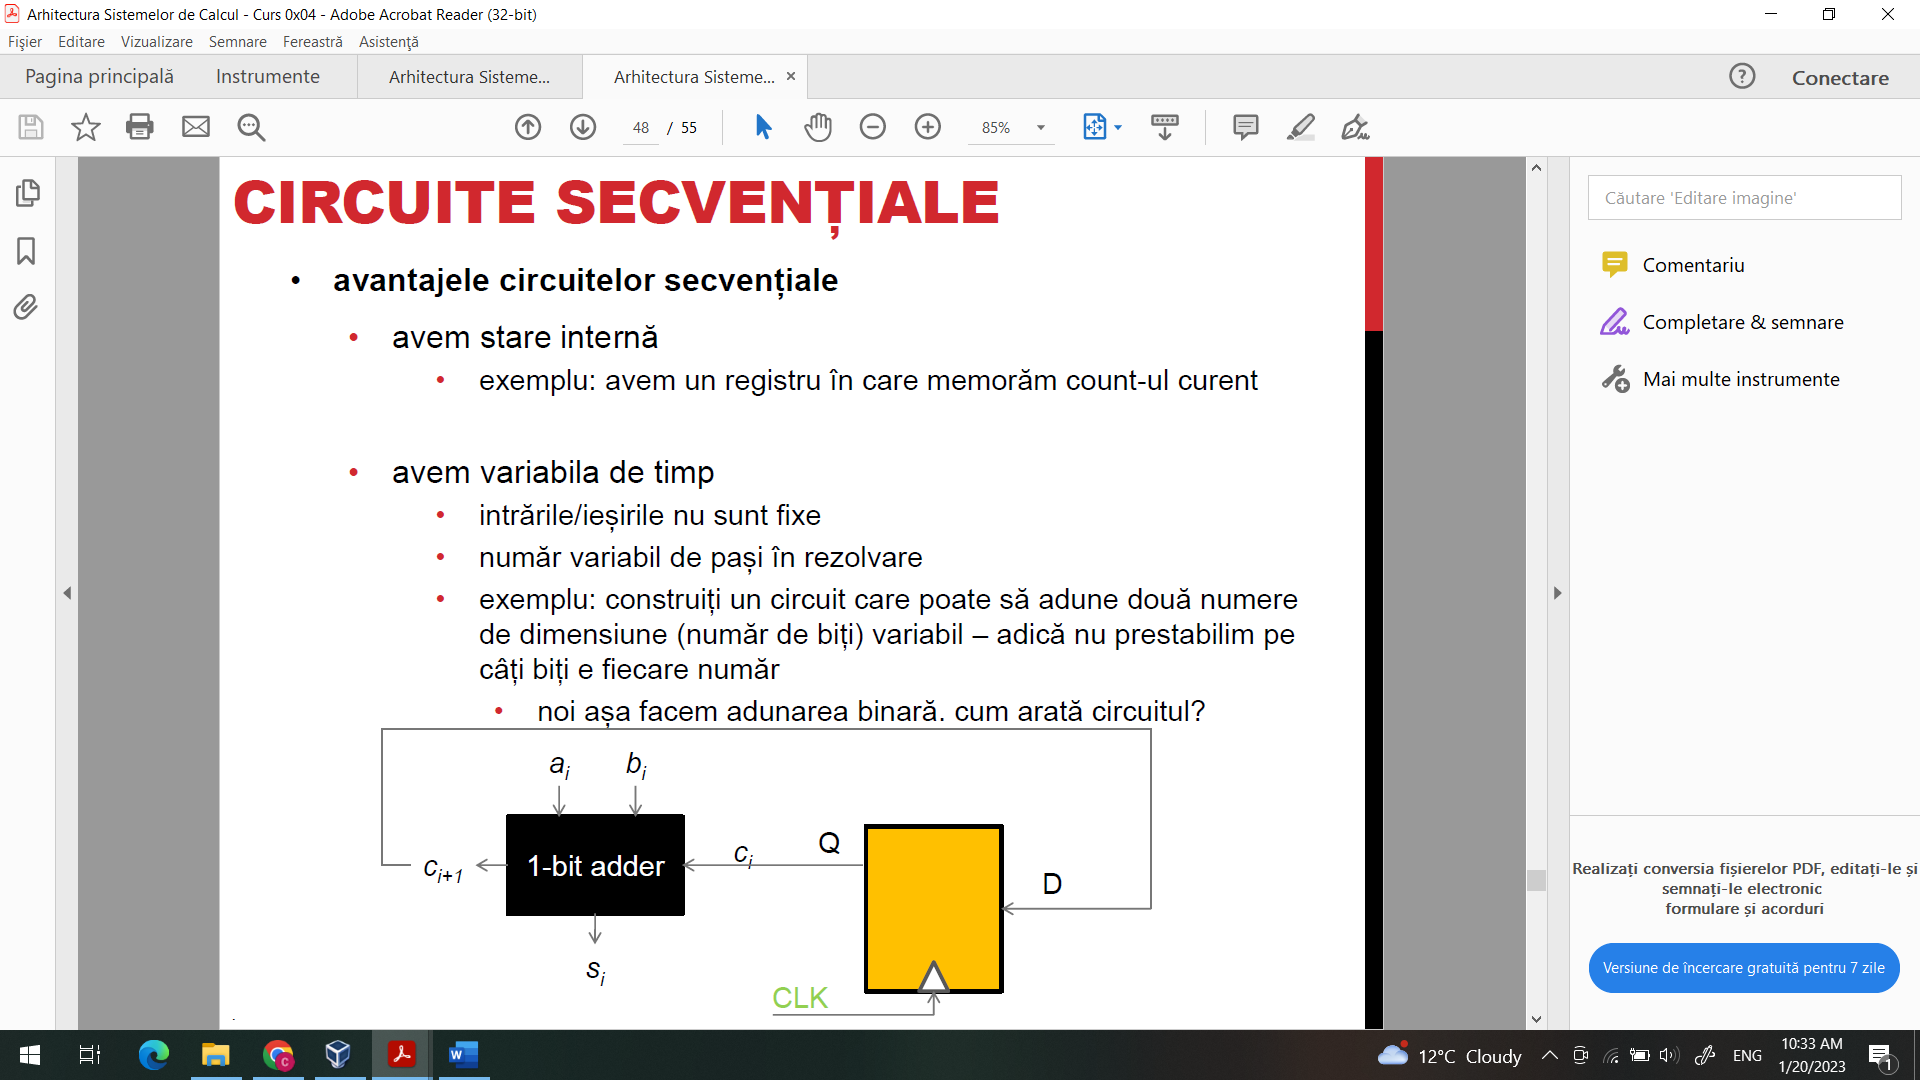 Arhitectura Sistemelor de Calcul - Curs 0x04 - Adobe Acrobat Reader (32-bit)
Fișier Editare Vizualizare Semnare Fereastră Asistență
Pagina principală Instrumente Arhitectura Sisteme... Arhitectura Sisteme... Conectare
48 / 55 85%
CIRCUITE SECVENȚIALE
• avantajele circuitelor secvențiale
• avem stare internă
• exemplu: avem un registru în care memorăm count-ul curent
• avem variabila de timp
• intrările/ieșirile nu sunt fixe
• număr variabil de pași în rezolvare
• exemplu: construiți un circuit care poate să adune două numere
de dimensiune (număr de biți) variabil – adică nu prestabilim pe
câți biți e fiecare număr
• noi așa facem adunarea binară. cum arată circuitul?
ai bi
ci+1 1-bit adder ci Q
D
si
CLK
Căutare 'Editare imagine'
Comentariu
Completare & semnare
Mai multe instrumente
Realizați conversia fișierelor PDF, editați-le și
semnați-le electronic
formulare și acorduri
Versiune de încercare gratuită pentru 7 zile
12°C Cloudy ENG 10:33 AM
1/20/2023
1